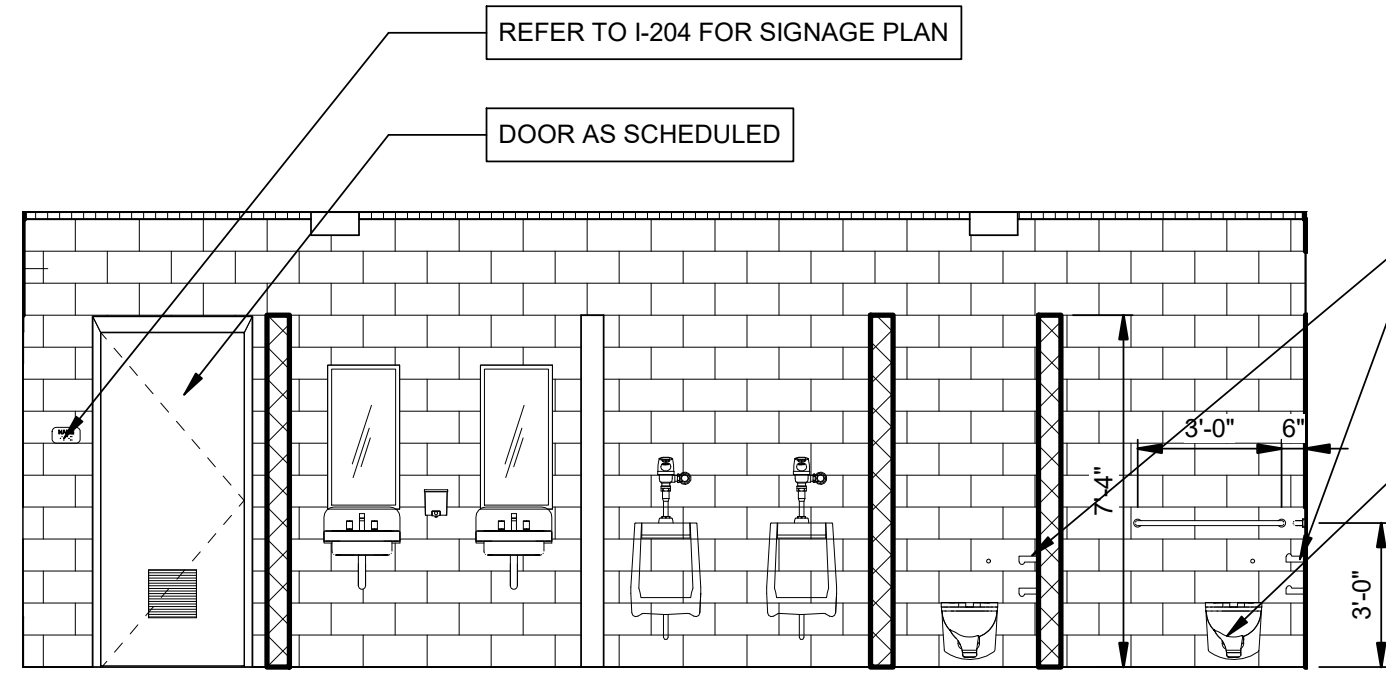 REFER TO I-204 FOR SIGNAGE PLAN
DOOR AS SCHEDULED
3'-0"
6"
7'-4"
3'-0"